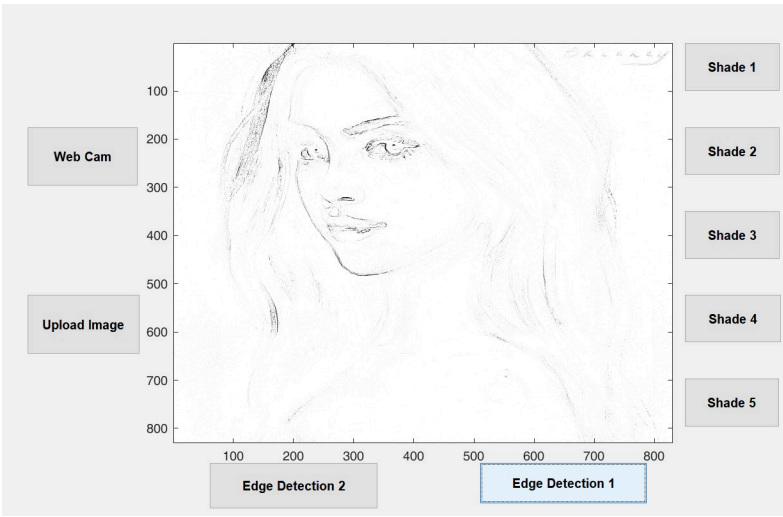 Shade 1
100
200
Shade 2
Web Cam
300
Shade 3
400
500
Upload Image
Shade 4
600
700
Shade 5
800
100 200 300 400 500 600 700 800
Edge Detection 2
Edge Detection 1